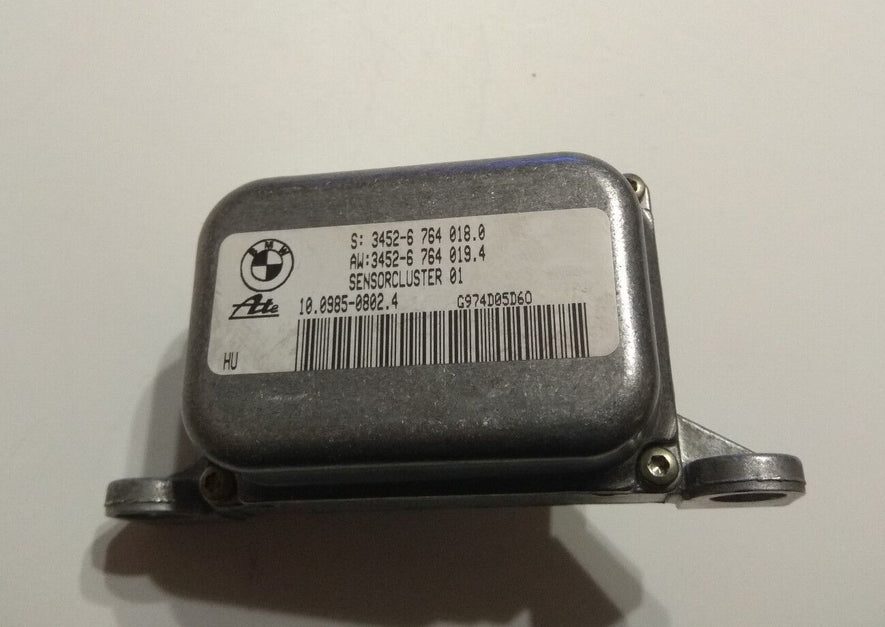 BMW
S: 3452-6 764 018.0
AW:3452-6 764 019.4
SENSORCLUSTER 01
Ate
10.0985-0802.4 G974D05D60
HU